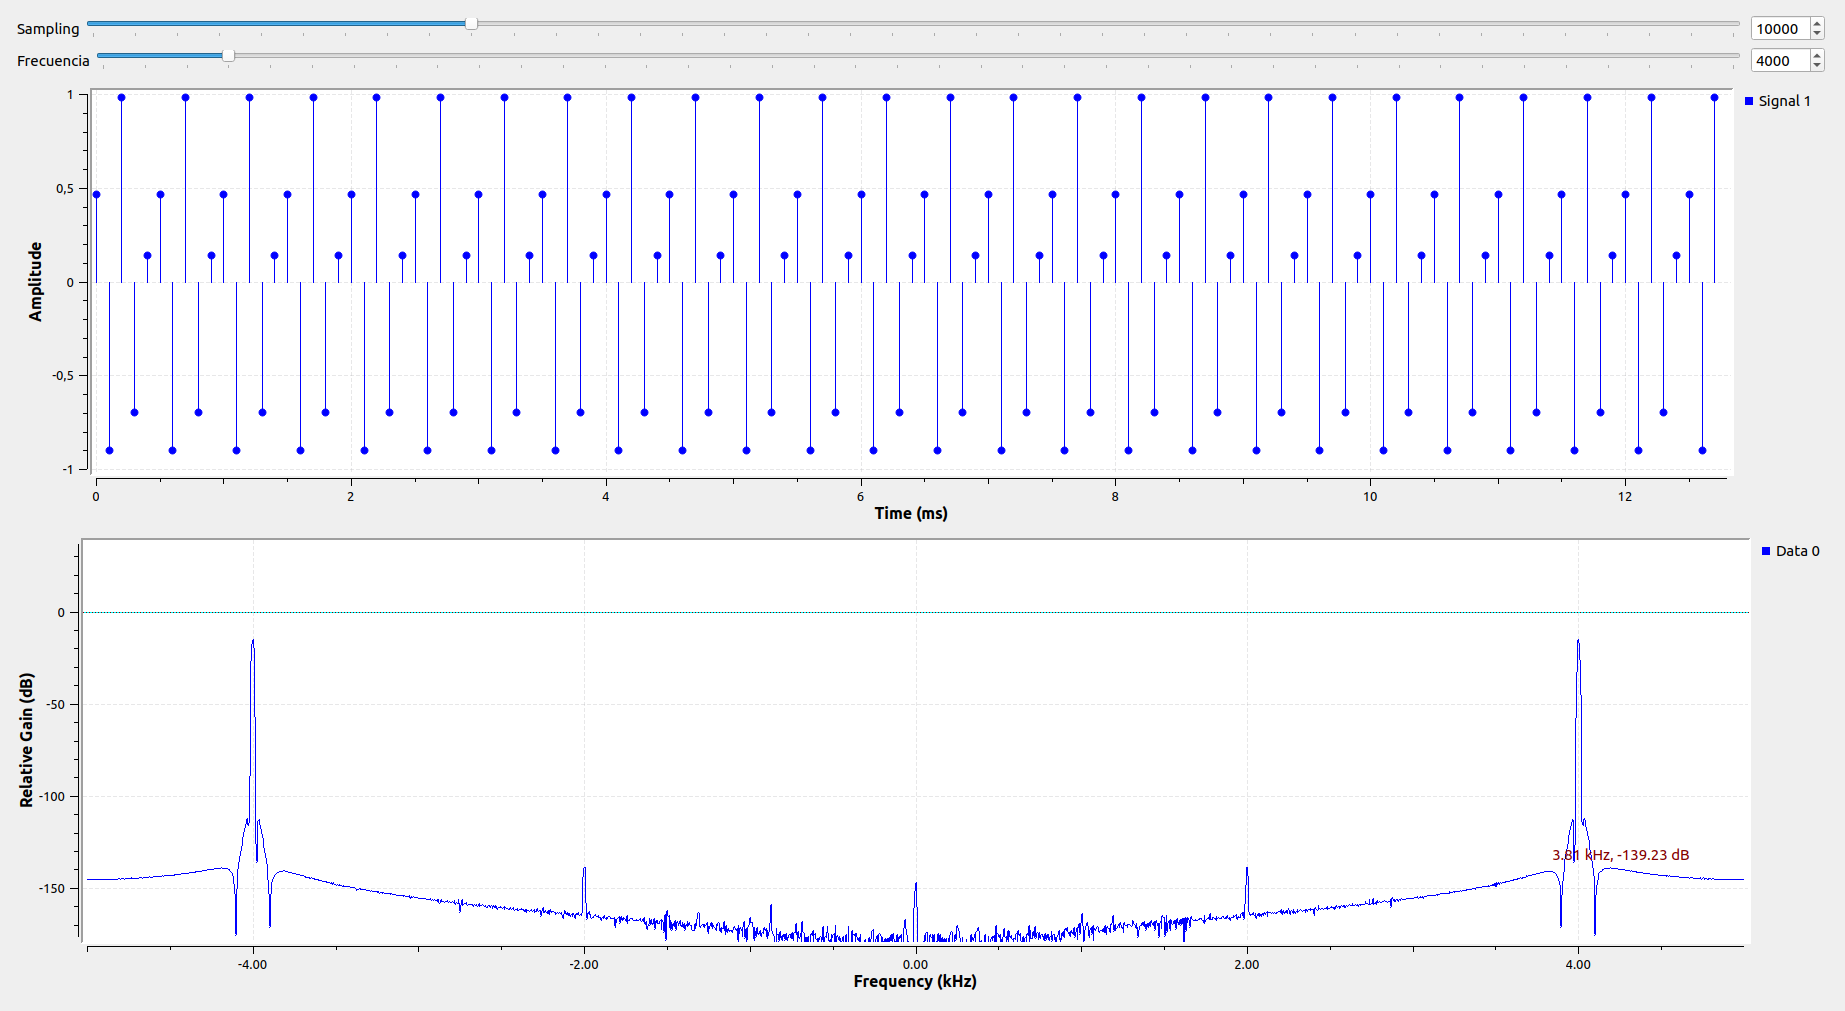 Sampling
10000
Frecuencia
4000
Signal 1
1
0,5
0
-0,5
-1
Amplitude
0
2
4
6
8
10
12
Time (ms)
Data 0
0
-50
-100
-150
Relative Gain (dB)
3.81 kHz, -139.23 dB
-4.00
-2.00
0.00
2.00
4.00
Frequency (kHz)